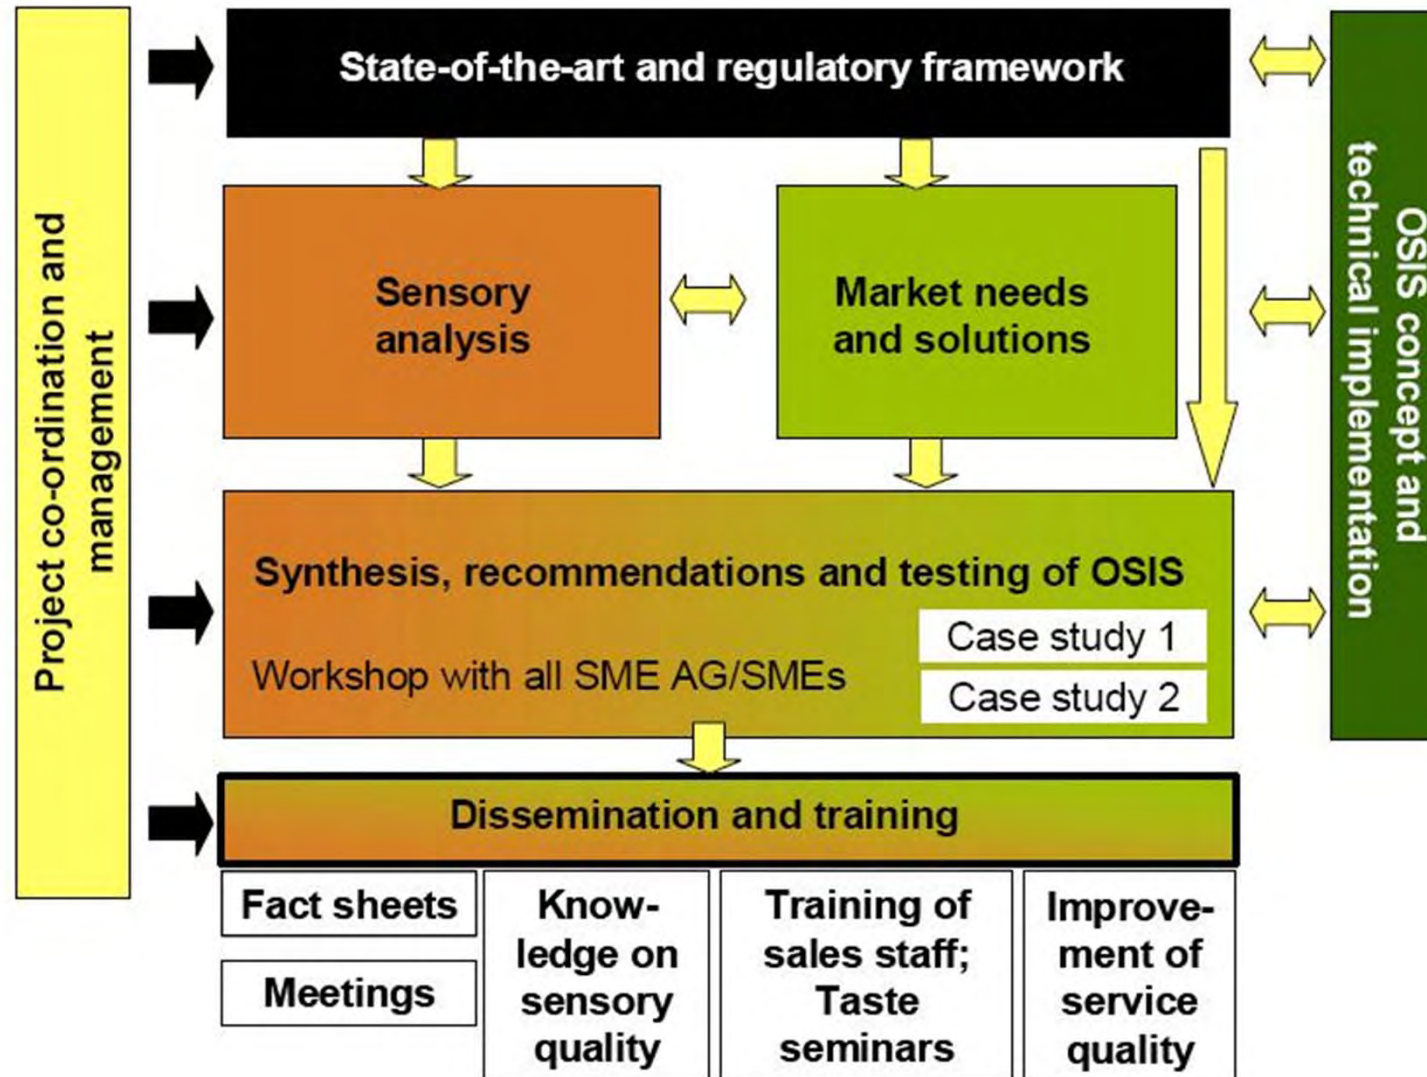 State-of-the-art and regulatory framework
Project co-ordination and
management
OSIS concept and
technical implementation
Sensory
analysis
Market needs
and solutions
Synthesis, recommendations and testing of OSIS
Case study 1
Workshop with all SME AG/SMEs
Case study 2
Dissemination and training
Fact sheets
Meetings
Know-
ledge on
sensory
quality
Training of
sales staff;
Taste
seminars
Improve-
ment of
service
quality